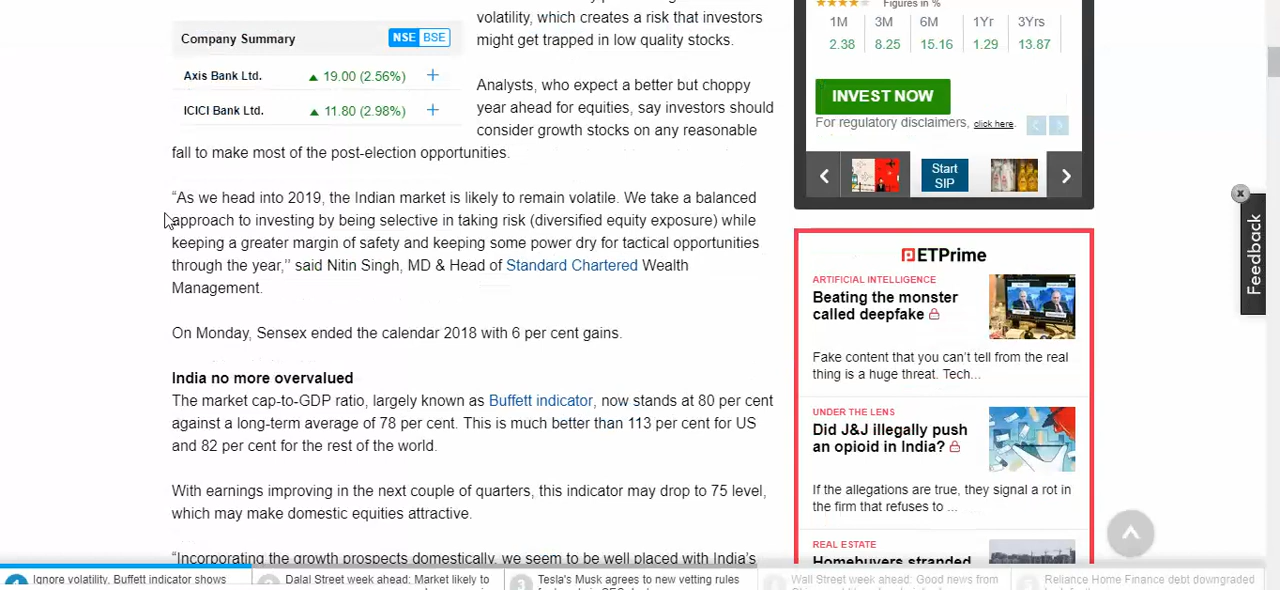 volatility, which creates a risk that investors
might get trapped in low quality stocks.
Company Summary
NSE BSE
Axis Bank Ltd. ▲ 19.00 (2.56%) +
ICICI Bank Ltd. ▲ 11.80 (2.98%) +
Analysts, who expect a better but choppy
year ahead for equities, say investors should
consider growth stocks on any reasonable
fall to make most of the post-election opportunities.
“As we head into 2019, the Indian market is likely to remain volatile. We take a balanced
approach to investing by being selective in taking risk (diversified equity exposure) while
keeping a greater margin of safety and keeping some power dry for tactical opportunities
through the year,’’ said Nitin Singh, MD & Head of Standard Chartered Wealth
Management.
On Monday, Sensex ended the calendar 2018 with 6 per cent gains.
India no more overvalued
The market cap-to-GDP ratio, largely known as Buffett indicator, now stands at 80 per cent
against a long-term average of 78 per cent. This is much better than 113 per cent for US
and 82 per cent for the rest of the world.
With earnings improving in the next couple of quarters, this indicator may drop to 75 level,
which may make domestic equities attractive.
“Incorporating the growth prospects domestically, we seem to be well placed with India's
Figures in %
1M 3M 6M 1Yr 3Yrs
2.38 8.25 15.16 1.29 13.87
INVEST NOW
For regulatory disclaimers, click here.
Start
SIP
ETPrime
ARTIFICIAL INTELLIGENCE
Beating the monster
called deepfake
Fake content that you can’t tell from the real
thing is a huge threat. Tech...
UNDER THE LENS
Did J&J illegally push
an opioid in India?
If the allegations are true, they signal a rot in
the firm that refuses to ...
REAL ESTATE
Homebuyers stranded
Feedback
Ignore volatility, Buffett indicator shows
Dalal Street week ahead: Market likely to
3 Tesla's Musk agrees to new vetting rules
Wall Street week ahead: Good news from
Reliance Home Finance debt downgraded